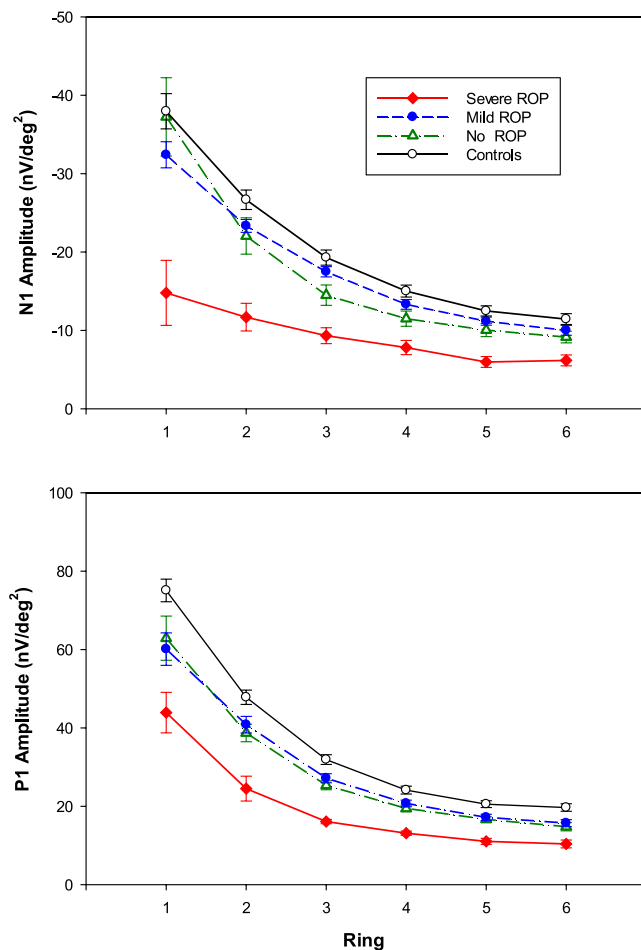 N1 Amplitude (nV/deg²)
-50
-40
-30
-20
-10
0
Severe ROP
Mild ROP
No ROP
Controls
1 2 3 4 5 6
P1 Amplitude (nV/deg²)
100
80
60
40
20
0
1 2 3 4 5 6
Ring